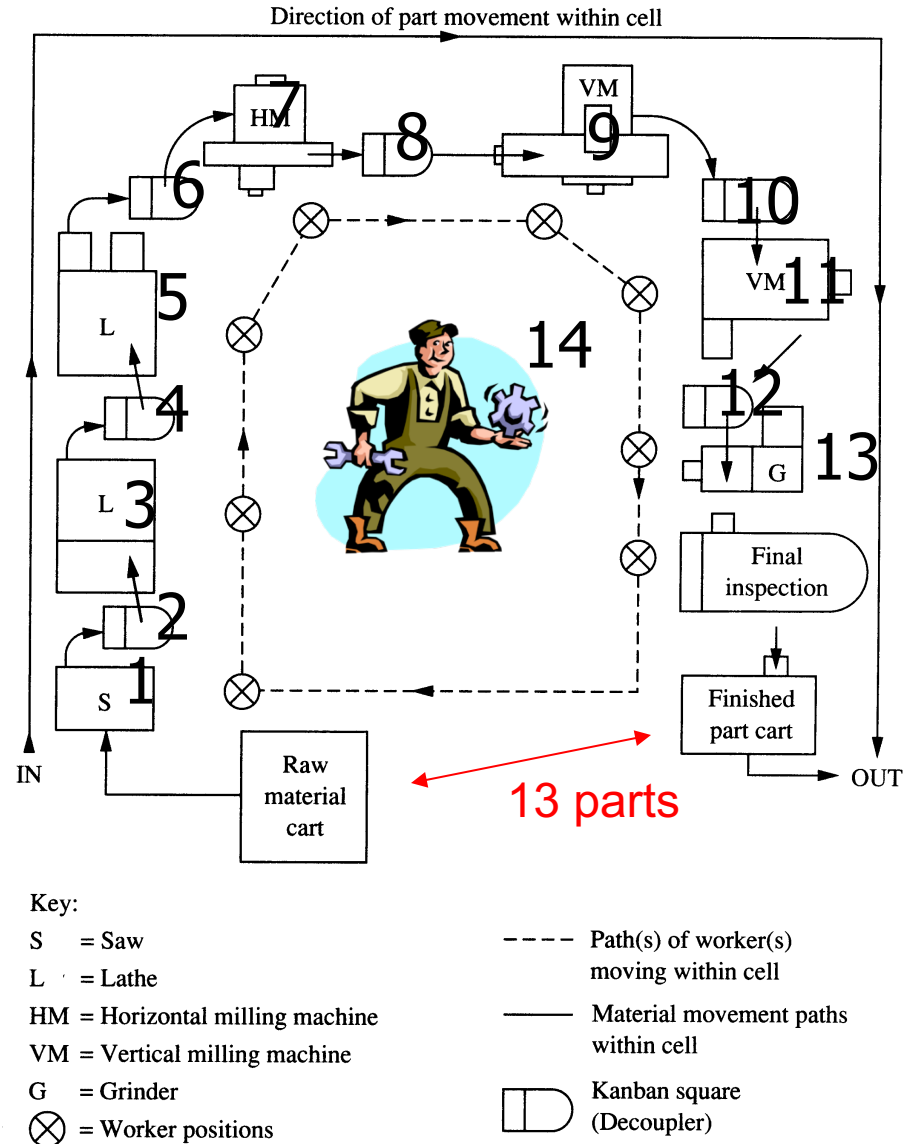 Direction of part movement within cell
7
HM
8
VM
9
6
10
5
L
VM 11
14
4
12
L 3
G 13
Final
inspection
2
S 1
Finished
part cart
Raw
material
cart
IN
13 parts
OUT
Key:
S = Saw
L = Lathe
HM = Horizontal milling machine
VM = Vertical milling machine
G = Grinder
= Worker positions
Path(s) of worker(s)
moving within cell
Material movement paths
within cell
Kanban square
(Decoupler)